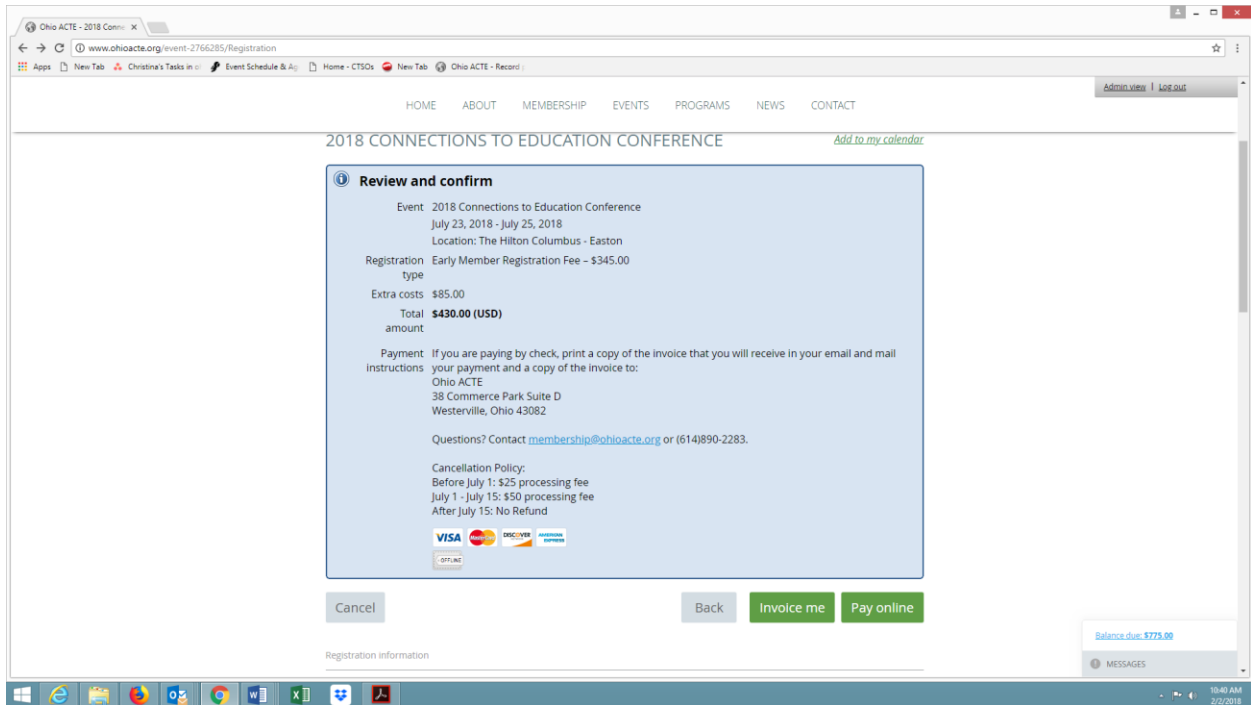 Ohio ACTE - 2018 Conne
www.ohioacte.org/event-2766285/Registration
Apps New Tab Christina's Tasks in Event Schedule & Ag Home - CTSOs New Tab Ohio ACTE - Record
Admin view | Log out
HOME ABOUT MEMBERSHIP EVENTS PROGRAMS NEWS CONTACT
2018 CONNECTIONS TO EDUCATION CONFERENCE Add to my calendar
Review and confirm
Event 2018 Connections to Education Conference
July 23, 2018 - July 25, 2018
Location: The Hilton Columbus - Easton
Registration Early Member Registration Fee – $345.00
type
Extra costs $85.00
Total $430.00 (USD)
amount
Payment If you are paying by check, print a copy of the invoice that you will receive in your email and mail
instructions your payment and a copy of the invoice to:
Ohio ACTE
38 Commerce Park Suite D
Westerville, Ohio 43082
Questions? Contact membership@ohioacte.org or (614)890-2283.
Cancellation Policy:
Before July 1: $25 processing fee
July 1 - July 15: $50 processing fee
After July 15: No Refund
VISA MasterCard DISCOVER AMERICAN EXPRESS
OFFLINE
Cancel Back Invoice me Pay online
Balance due: $775.00
Registration information
MESSAGES
10:40 AM
2/2/2018